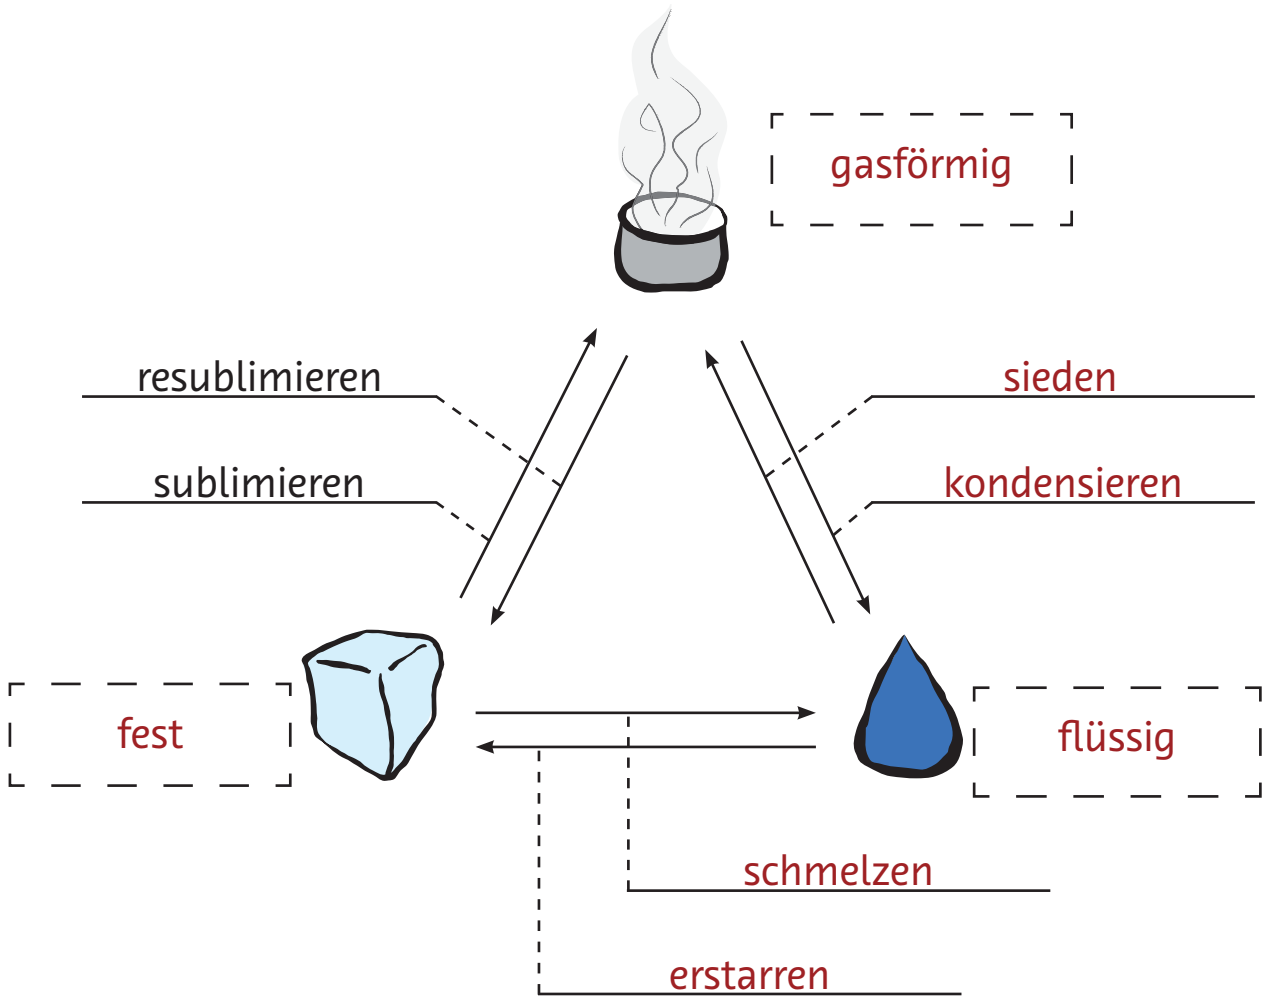 gasförmig
resublimieren
sieden
sublimieren
kondensieren
fest
flüssig
schmelzen
erstarren